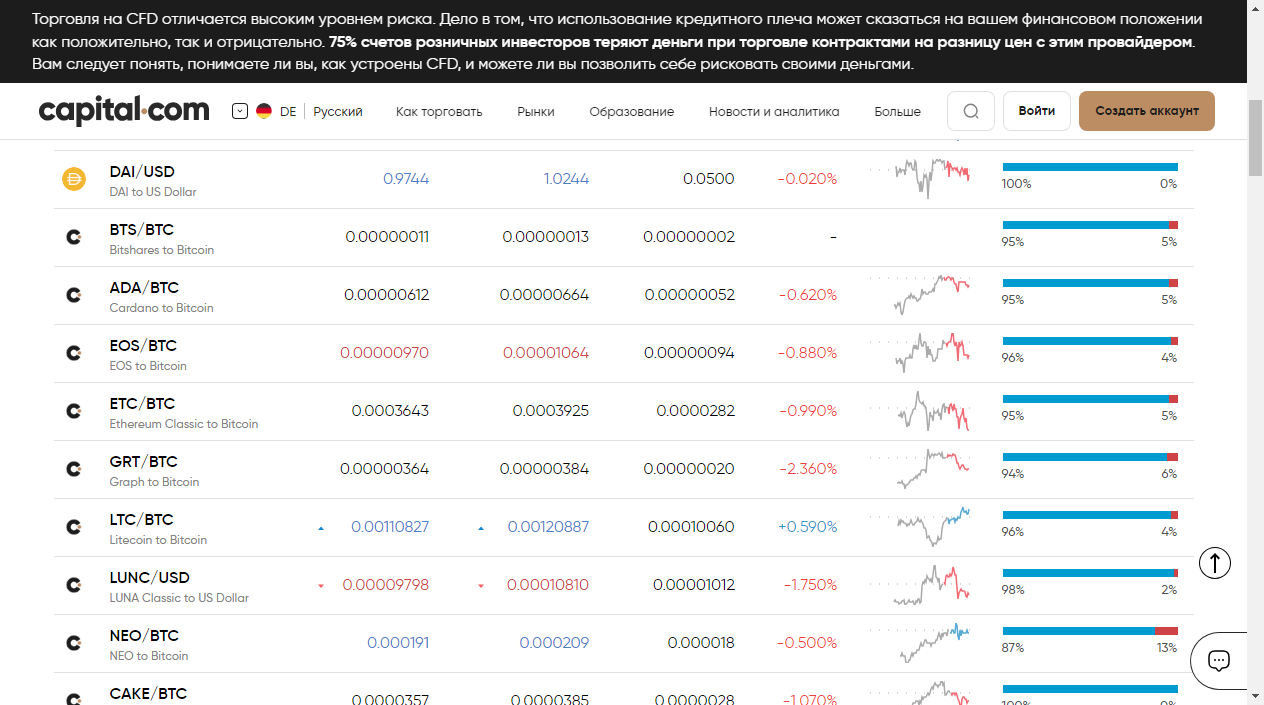 Торговля на CFD отличается высоким уровнем риска. Дело в том, что использование кредитного плеча может сказаться на вашем финансовом положении
как положительно, так и отрицательно. 75% счетов розничных инвесторов теряют деньги при торговле контрактами на разницу цен с этим провайдером.
Вам следует понять, понимаете ли вы, как устроены CFD, и можете ли вы позволить себе рисковать своими деньгами.
capital.com DE Русский Как торговать Рынки Образование Новости и аналитика Больше Войти Создать аккаунт
DAI/USD 0.9744 1.0244 0.0500 -0.020%
DAI to US Dollar 100% 0%
BTS/BTC 0.00000011 0.00000013 0.00000002 -
Bitshares to Bitcoin 95% 5%
ADA/BTC 0.00000612 0.00000664 0.00000052 -0.620%
Cardano to Bitcoin 95% 5%
EOS/BTC 0.00000970 0.00001064 0.00000094 -0.880%
EOS to Bitcoin 96% 4%
ETC/BTC 0.0003643 0.0003925 0.0000282 -0.990%
Ethereum Classic to Bitcoin 95% 5%
GRT/BTC 0.00000364 0.00000384 0.00000020 -2.360%
Graph to Bitcoin 94% 6%
LTC/BTC 0.00110827 0.00120887 0.00010060 +0.590%
Litecoin to Bitcoin 96% 4%
LUNC/USD 0.00009798 0.00010810 0.00001012 -1.750%
LUNA Classic to US Dollar 98% 2%
NEO/BTC 0.000191 0.000209 0.000018 -0.500%
NEO to Bitcoin 87% 13%
CAKE/BTC 0.0000357 0.0000385 0.0000028 -1.070%
100% 0%